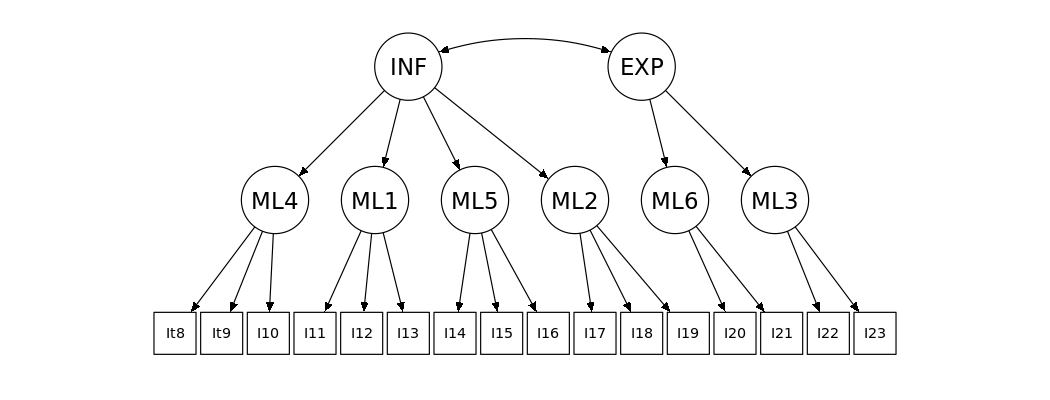 INF EXP
ML4 ML1 ML5 ML2 ML6 ML3
It8 It9 I10 I11 I12 I13 I14 I15 I16 I17 I18 I19 I20 I21 I22 I23